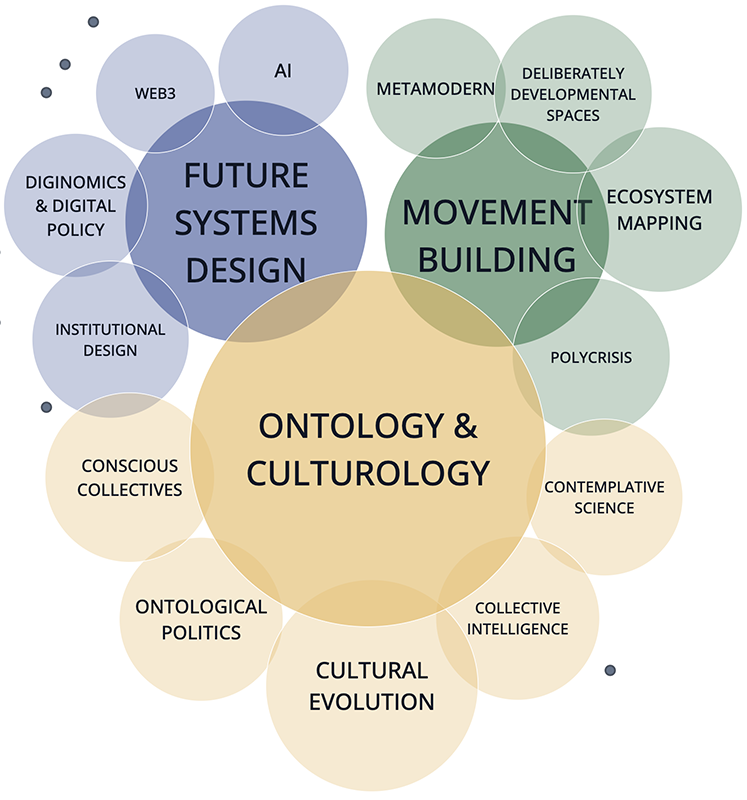 AI
WEB3
METAMODERN
DELIBERATELY
DEVELOPMENTAL
SPACES
FUTURE
SYSTEMS
DESIGN
DIGINOMICS
& DIGITAL
POLICY
MOVEMENT
BUILDING
ECOSYSTEM
MAPPING
INSTITUTIONAL
DESIGN
POLYCRISIS
ONTOLOGY &
CULTUROLOGY
CONSCIOUS
COLLECTIVES
CONTEMPLATIVE
SCIENCE
ONTOLOGICAL
POLITICS
COLLECTIVE
INTELLIGENCE
CULTURAL
EVOLUTION